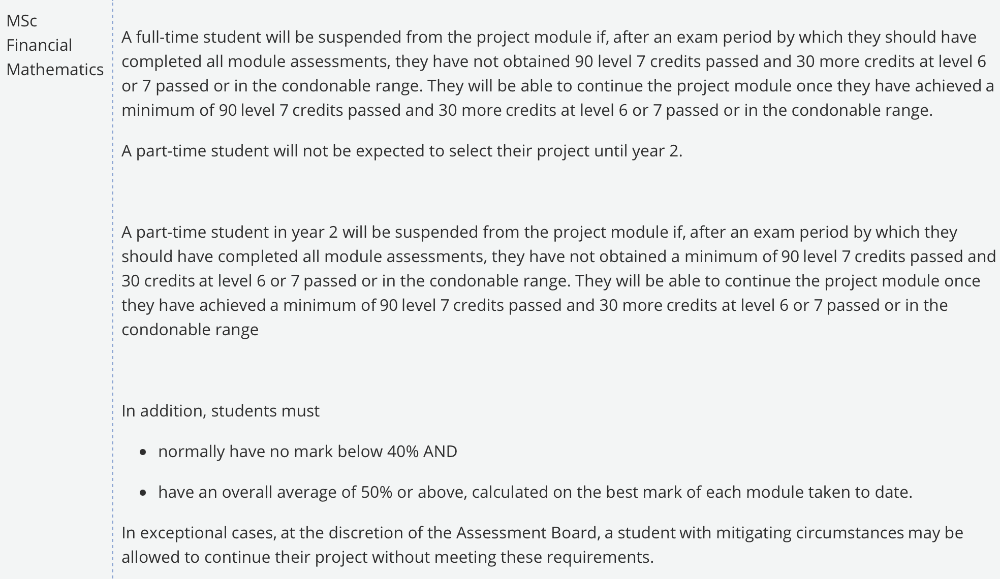 MSc
Financial
Mathematics
A full-time student will be suspended from the project module if, after an exam period by which they should have
completed all module assessments, they have not obtained 90 level 7 credits passed and 30 more credits at level 6
or 7 passed or in the condonable range. They will be able to continue the project module once they have achieved a
minimum of 90 level 7 credits passed and 30 more credits at level 6 or 7 passed or in the condonable range.
A part-time student will not be expected to select their project until year 2.
A part-time student in year 2 will be suspended from the project module if, after an exam period by which they
should have completed all module assessments, they have not obtained a minimum of 90 level 7 credits passed and
30 credits at level 6 or 7 passed or in the condonable range. They will be able to continue the project module once
they have achieved a minimum of 90 level 7 credits passed and 30 more credits at level 6 or 7 passed or in the
condonable range
In addition, students must
• normally have no mark below 40% AND
• have an overall average of 50% or above, calculated on the best mark of each module taken to date.
In exceptional cases, at the discretion of the Assessment Board, a student with mitigating circumstances may be
allowed to continue their project without meeting these requirements.